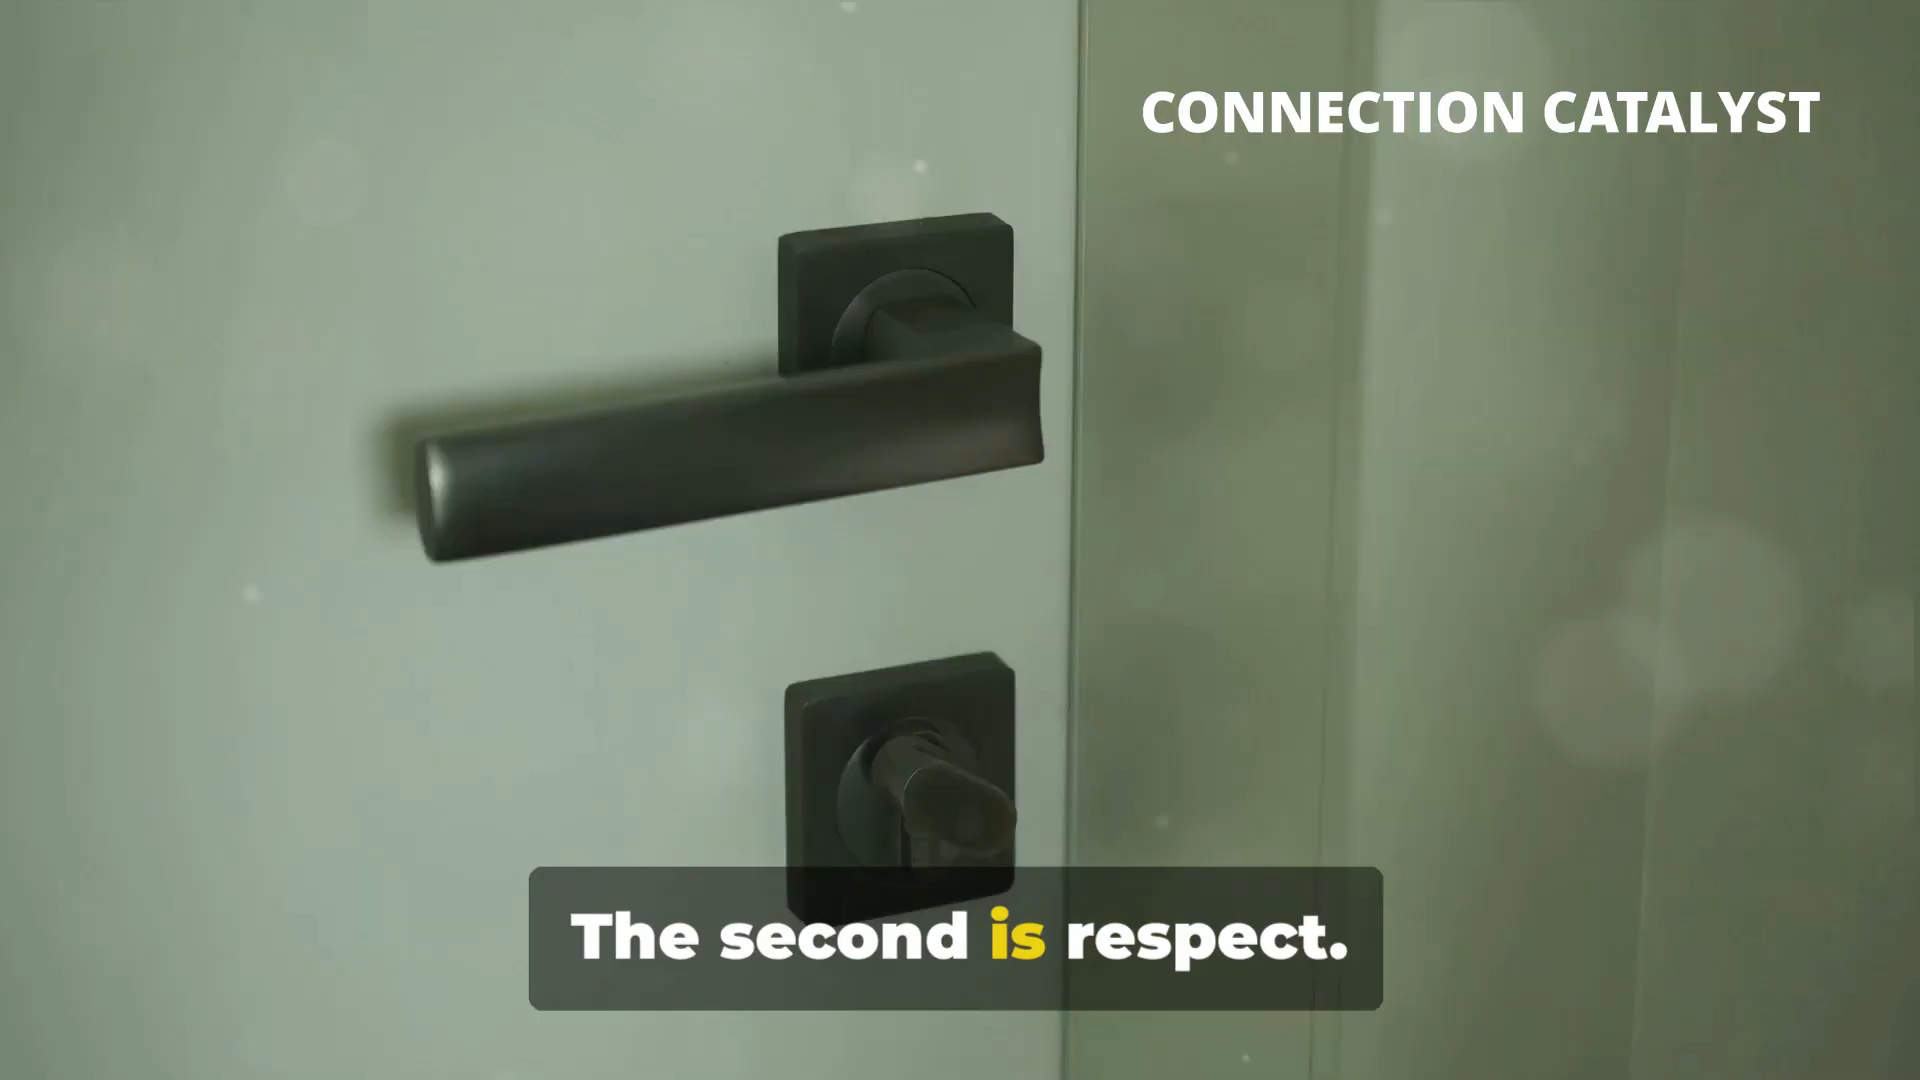 CONNECTION CATALYST
The second is respect.